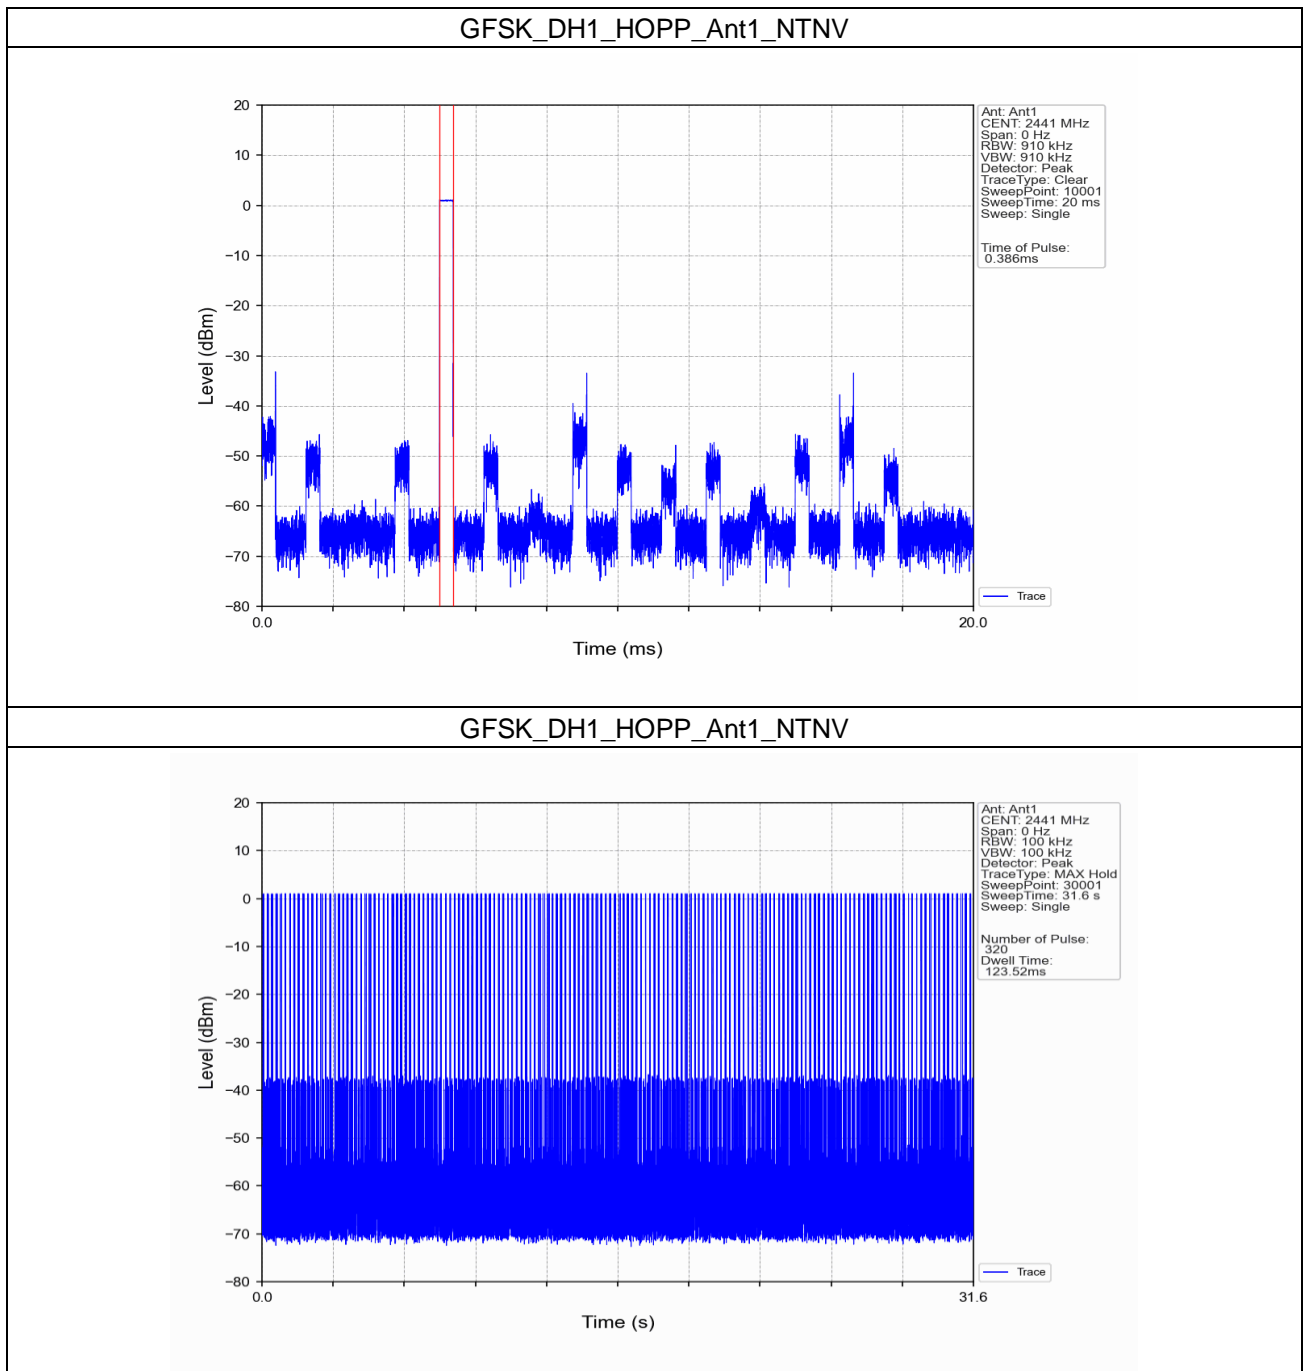 GFSK_DH1_HOPP_Ant1_NTNV
20
10
0
−10
−20
−30
−40
−50
−60
−70
−80
Level (dBm)
0.0
20.0
Time (ms)
Ant: Ant1
CENT: 2441 MHz
Span: 0 Hz
RBW: 910 kHz
VBW: 910 kHz
Detector: Peak
TraceType: Clear
SweepPoint: 10001
SweepTime: 20 ms
Sweep: Single
Time of Pulse:
0.386ms
Trace
GFSK_DH1_HOPP_Ant1_NTNV
20
10
0
−10
−20
−30
−40
−50
−60
−70
−80
Level (dBm)
0.0
31.6
Time (s)
Ant: Ant1
CENT: 2441 MHz
Span: 0 Hz
RBW: 100 kHz
VBW: 100 kHz
Detector: Peak
TraceType: MAX Hold
SweepPoint: 30001
SweepTime: 31.6 s
Sweep: Single
Number of Pulse:
320
Dwell Time:
123.52ms
Trace